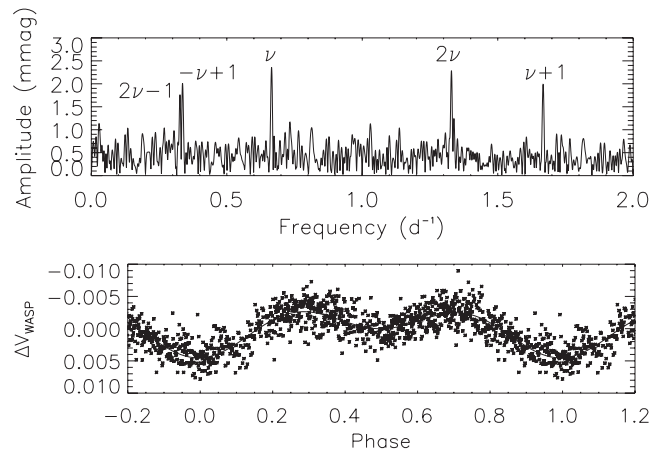 Amplitude (mmag)
3.0
2.5
2.0
1.5
1.0
0.5
0.0
2ν−1
−ν+1
ν
2ν
ν+1
0.0 0.5 1.0 1.5 2.0
Frequency (d⁻¹)
ΔV_WASP
−0.010
−0.005
0.000
0.005
0.010
−0.2 0.0 0.2 0.4 0.6 0.8 1.0 1.2
Phase